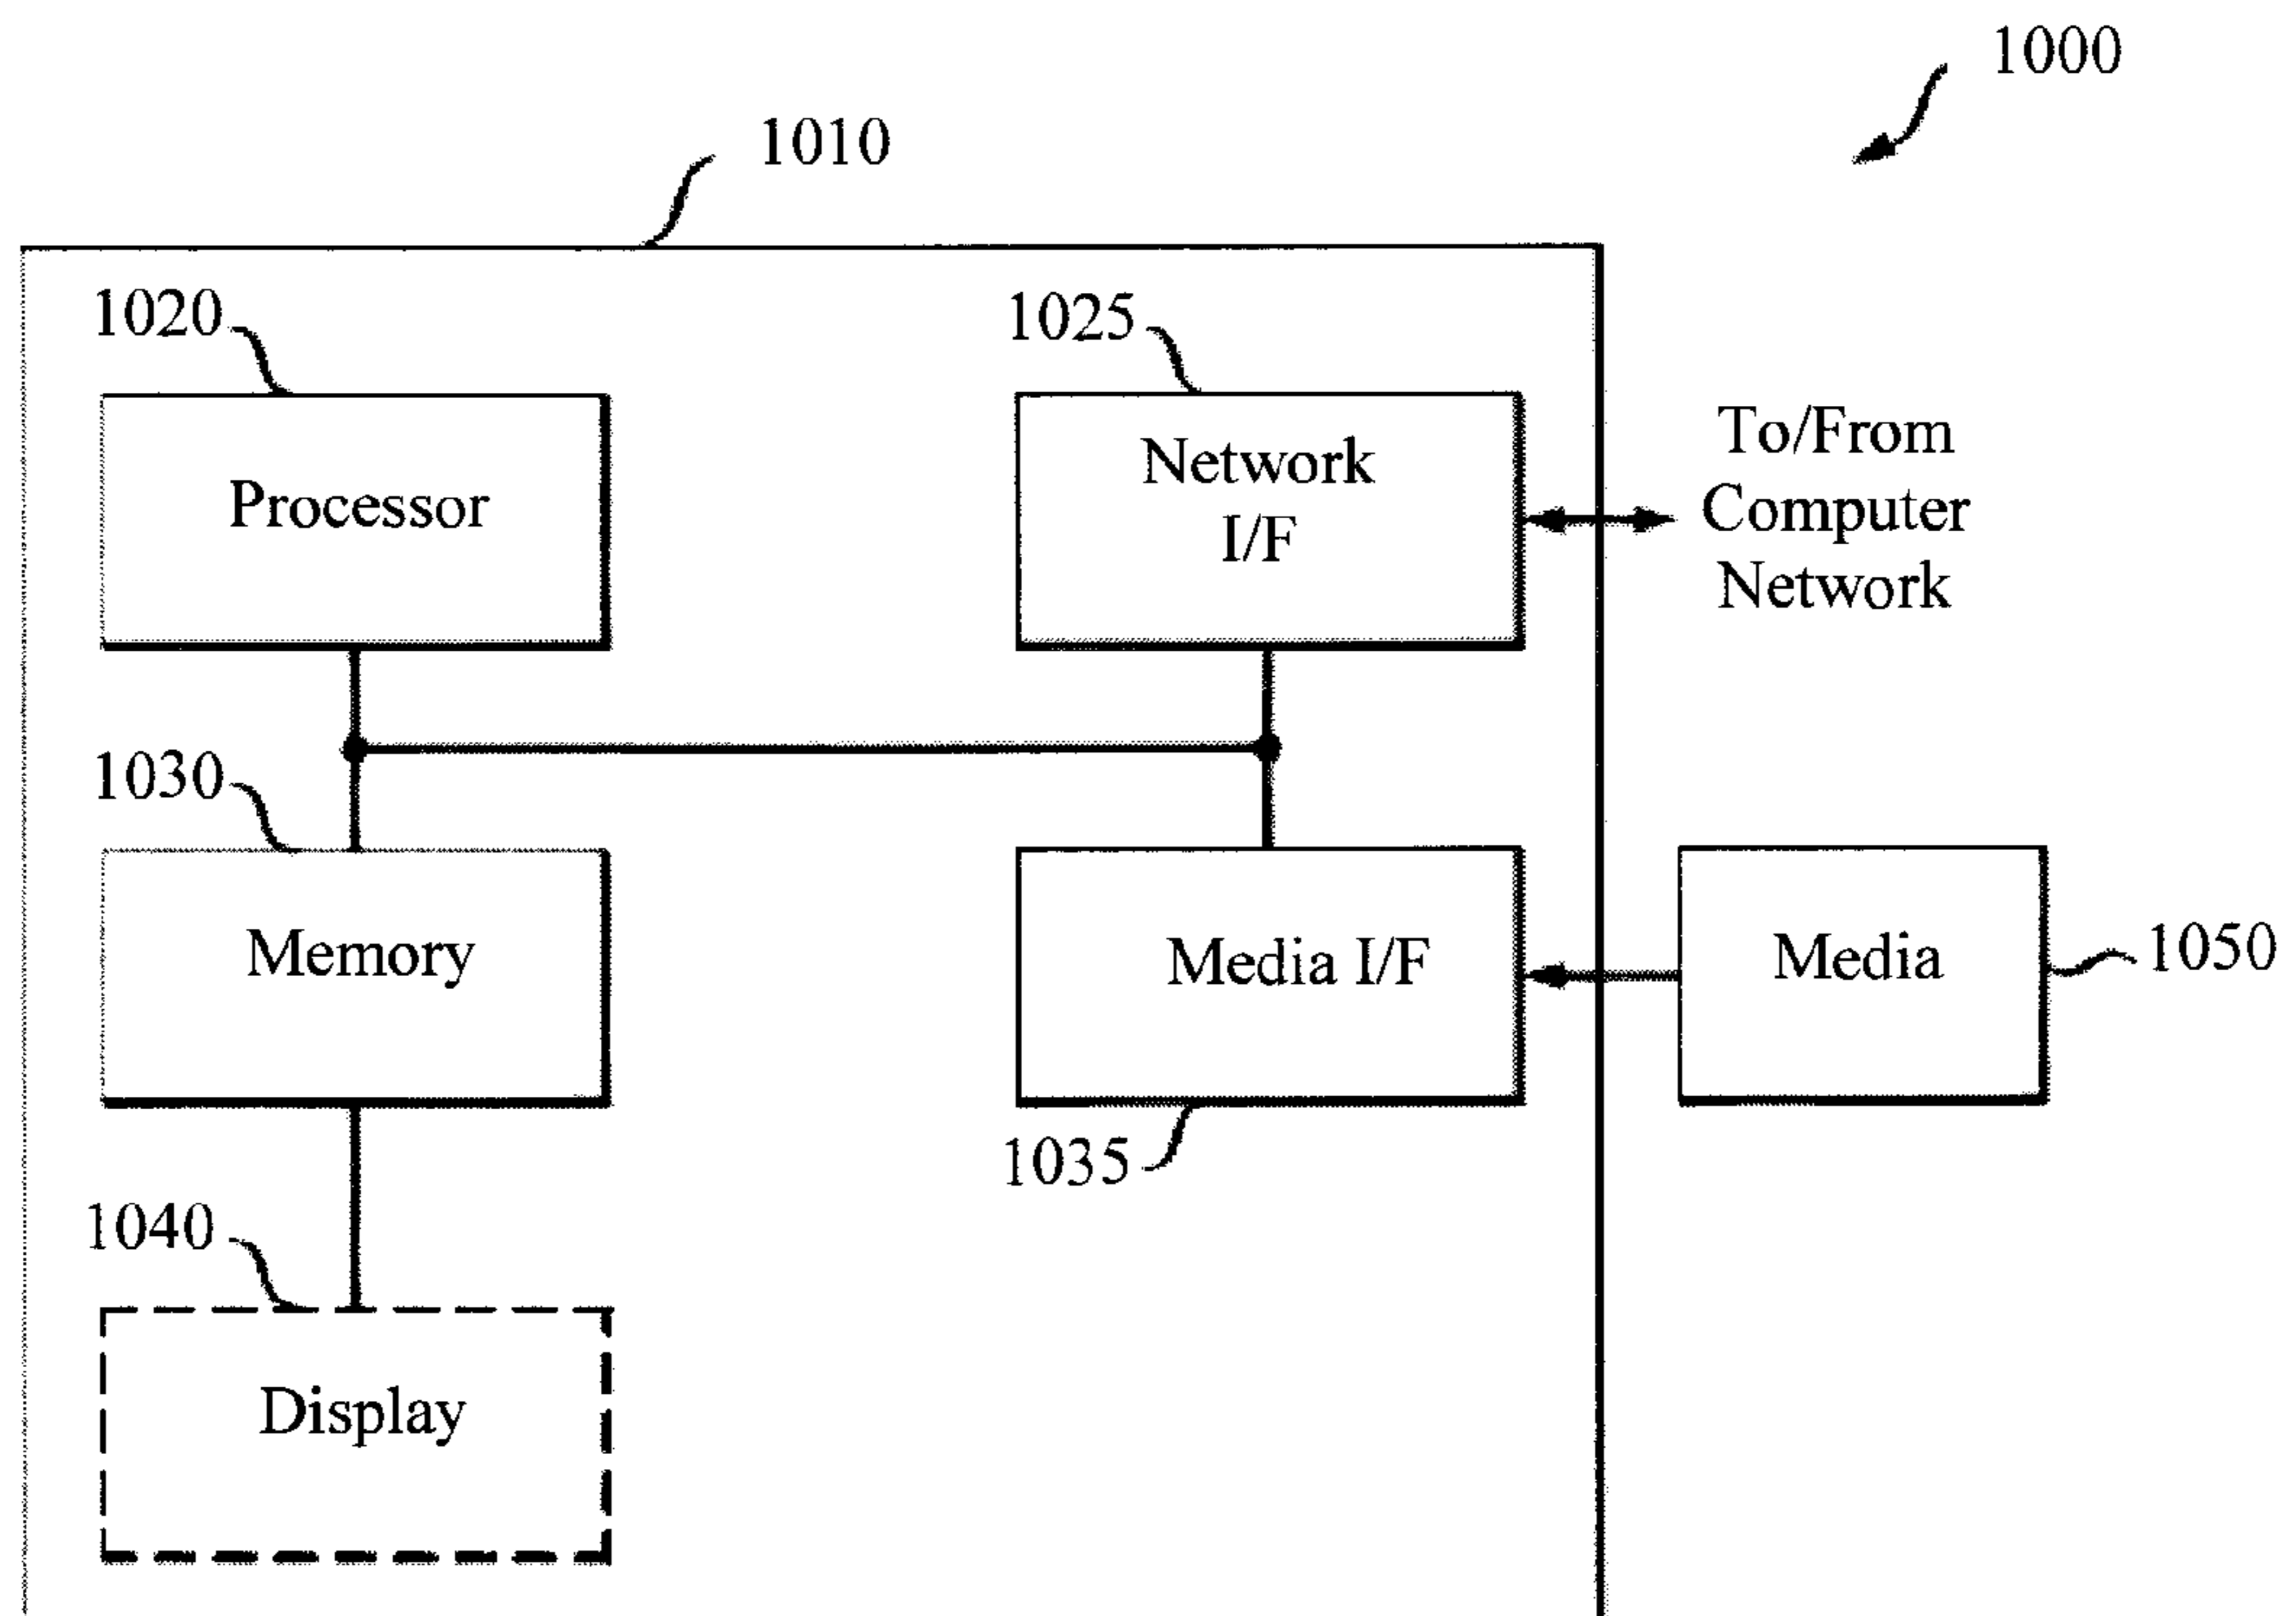 1000
1010
1020
1025
Processor
Network
I/F
To/From
Computer
Network
1030
Memory
Media I/F
Media
1050
1035
1040
Display